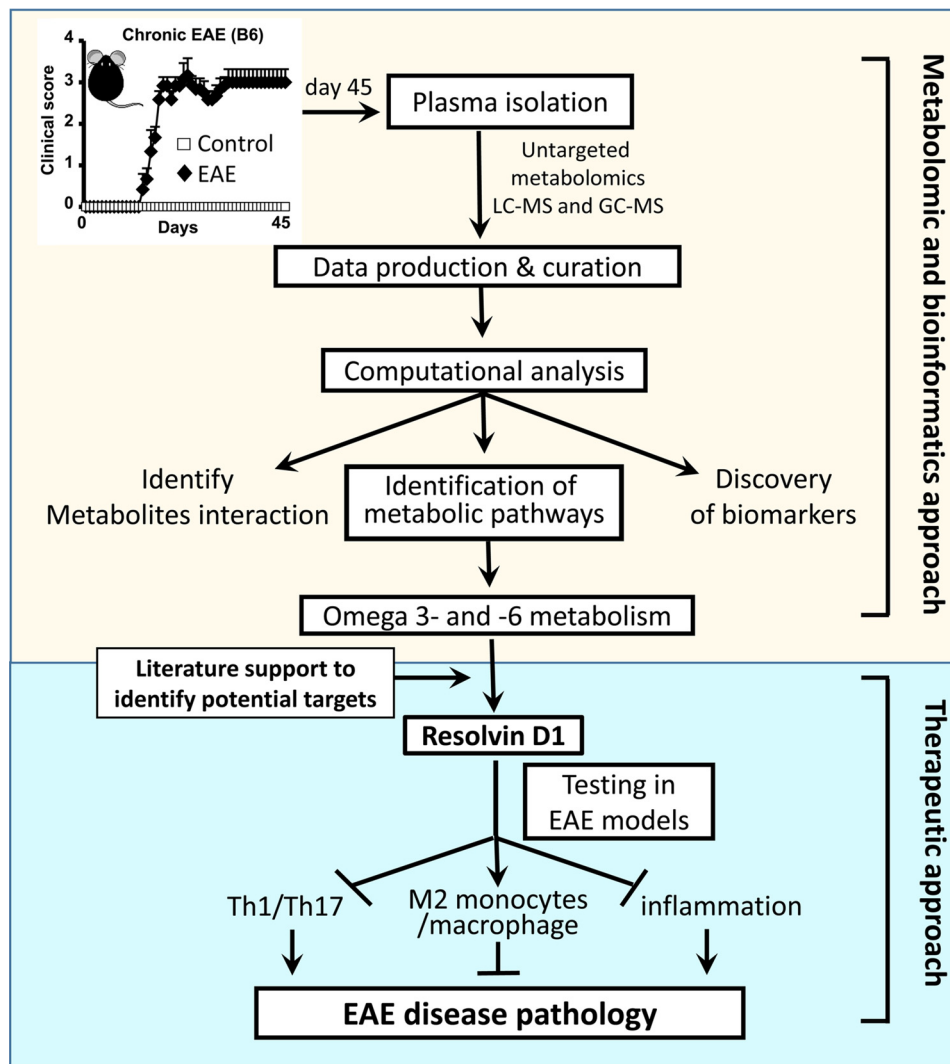 Chronic EAE (B6)
4
3
2
1
0
Clinical score
Control
EAE
0
45
Days
day 45
Plasma isolation
Untargeted
metabolomics
LC-MS and GC-MS
Data production & curation
Computational analysis
Identify
Metabolites interaction
Identification of
metabolic pathways
Discovery
of biomarkers
Omega 3- and -6 metabolism
Metabolomic and bioinformatics approach
Literature support to
identify potential targets
Resolvin D1
Testing in
EAE models
Th1/Th17
M2 monocytes
/macrophage
inflammation
EAE disease pathology
Therapeutic approach